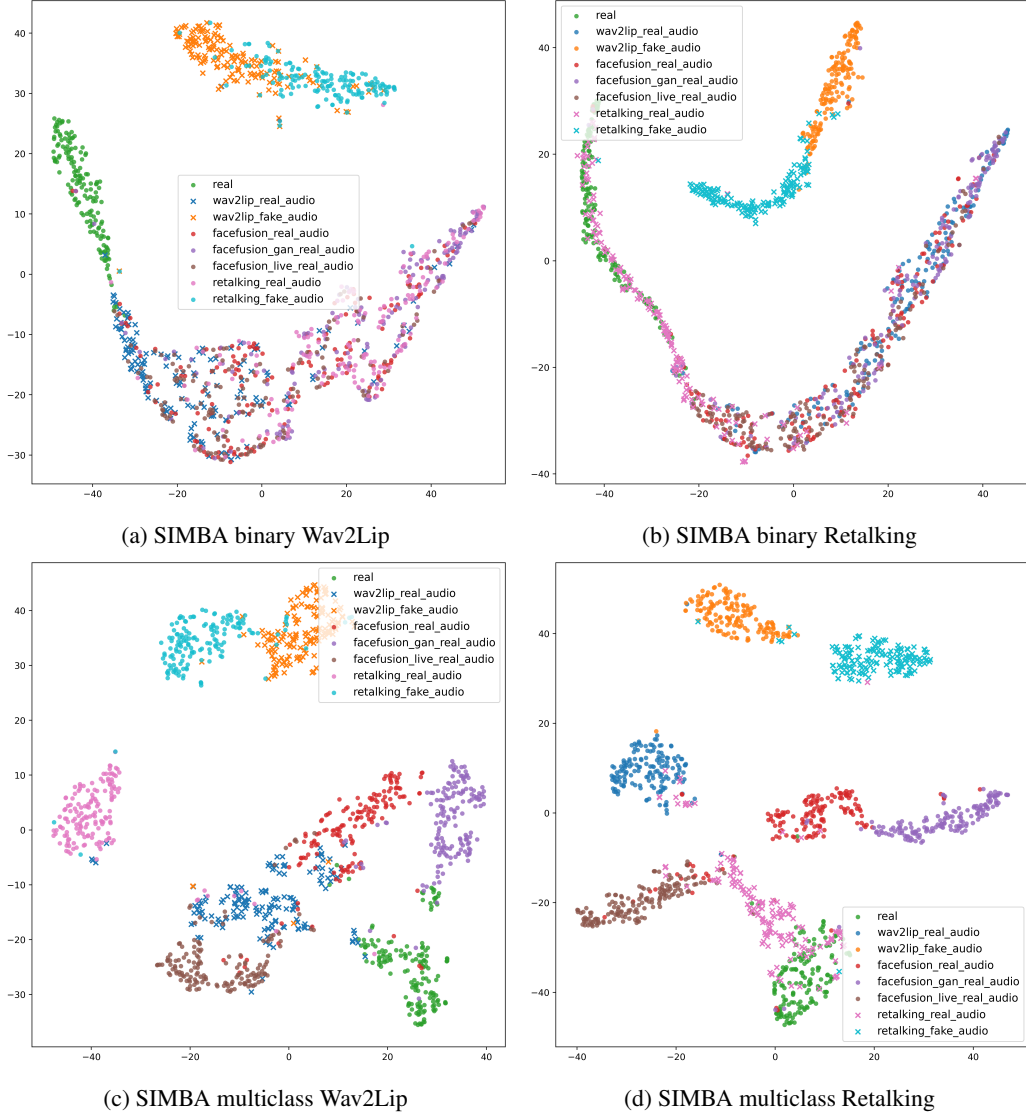 40
30
20
10
0
−10
−20
−30
−40
−20
0
20
40
real
wav2lip_real_audio
wav2lip_fake_audio
facefusion_real_audio
facefusion_gan_real_audio
facefusion_live_real_audio
retalking_real_audio
retalking_fake_audio
(a) SIMBA binary Wav2Lip
40
20
0
−20
−40
−40
−20
0
20
40
real
wav2lip_real_audio
wav2lip_fake_audio
facefusion_real_audio
facefusion_gan_real_audio
facefusion_live_real_audio
retalking_real_audio
retalking_fake_audio
(b) SIMBA binary Retalking
40
30
20
10
0
−10
−20
−30
−40
−20
0
20
40
real
wav2lip_real_audio
wav2lip_fake_audio
facefusion_real_audio
facefusion_gan_real_audio
facefusion_live_real_audio
retalking_real_audio
retalking_fake_audio
(c) SIMBA multiclass Wav2Lip
40
20
0
−20
−40
−40
−20
0
20
40
real
wav2lip_real_audio
wav2lip_fake_audio
facefusion_real_audio
facefusion_gan_real_audio
facefusion_live_real_audio
retalking_real_audio
retalking_fake_audio
(d) SIMBA multiclass Retalking